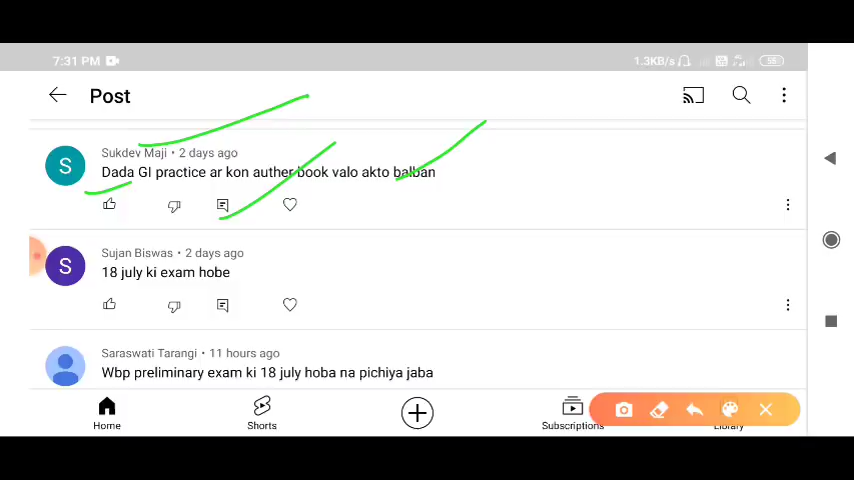 7:31 PM
1.3KB/s
56
Post
S
Sukdev Maji • 2 days ago
Dada GI practice ar kon auther book valo akto balban
S
Sujan Biswas • 2 days ago
18 july ki exam hobe
Saraswati Tarangi • 11 hours ago
Wbp preliminary exam ki 18 july hoba na pichiya jaba
Home
Shorts
Subscriptions
Library